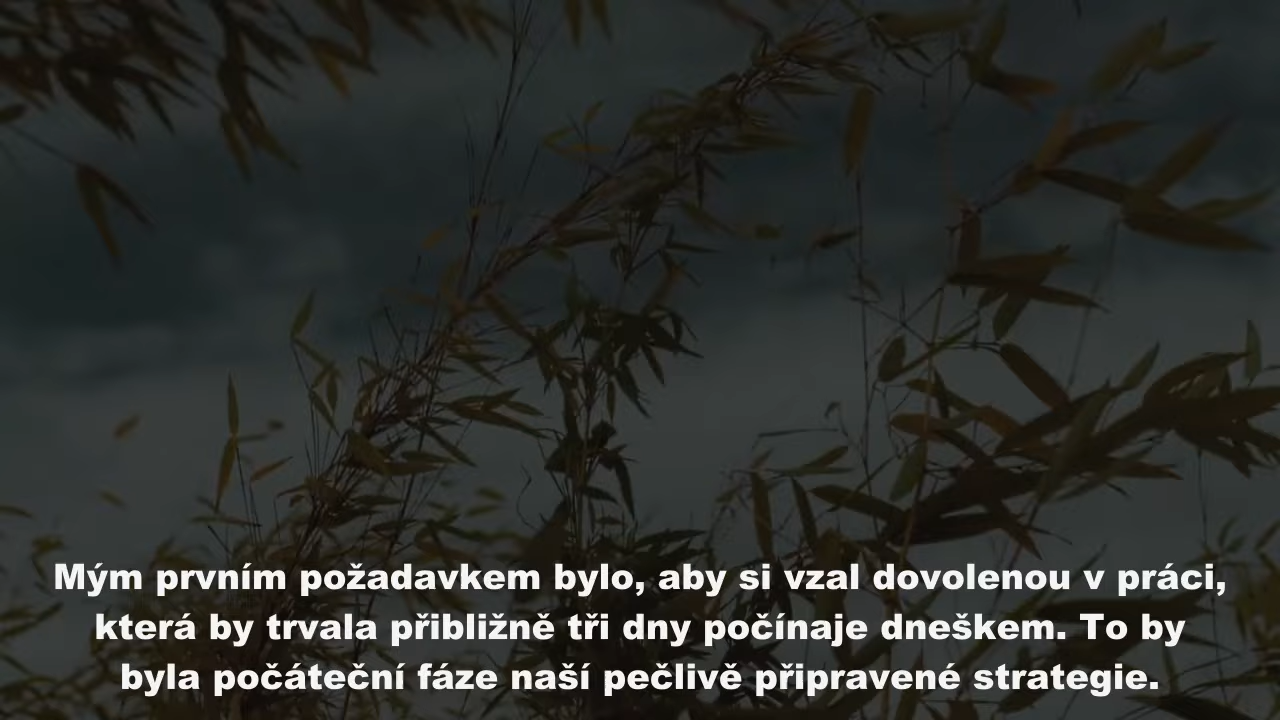 Mým prvním požadavkem bylo, aby si vzal dovolenou v práci,
která by trvala přibližně tři dny počínaje dneškem. To by
byla počáteční fáze naší pečlivě připravené strategie.